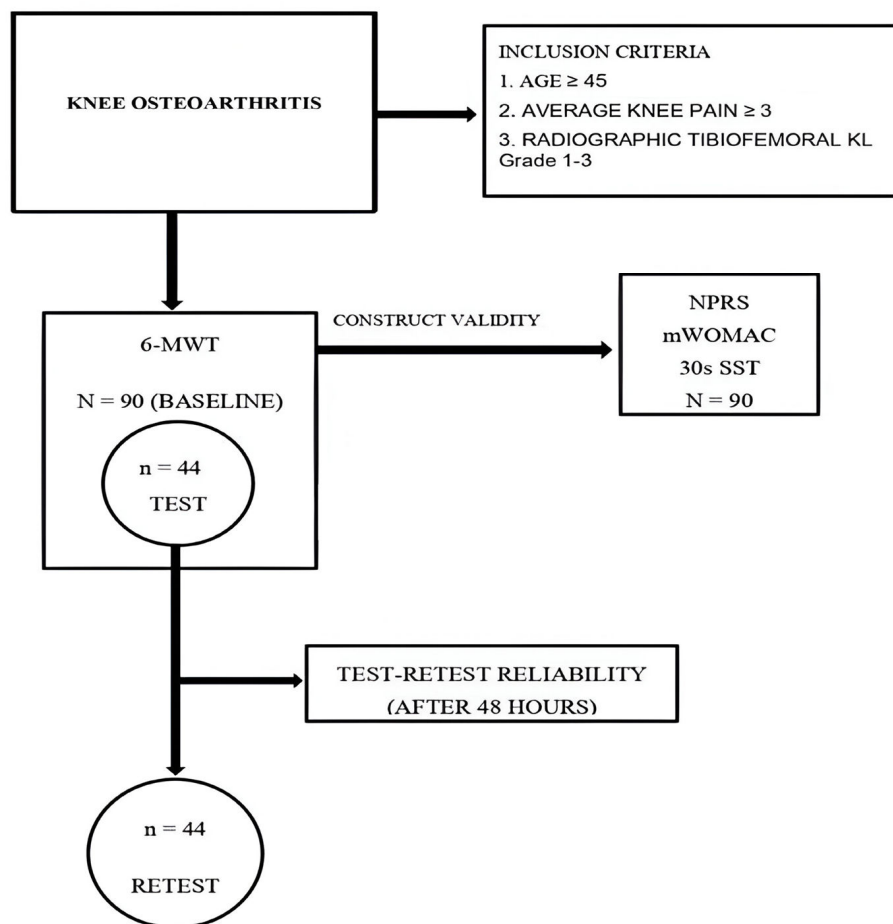 KNEE OSTEOARTHRITIS
INCLUSION CRITERIA
1. AGE ≥ 45
2. AVERAGE KNEE PAIN ≥ 3
3. RADIOGRAPHIC TIBIOFEMORAL KL
Grade 1-3
6-MWT
N = 90 (BASELINE)
n = 44
TEST
CONSTRUCT VALIDITY
NPRS
mWOMAC
30s SST
N = 90
TEST-RETEST RELIABILITY
(AFTER 48 HOURS)
n = 44
RETEST